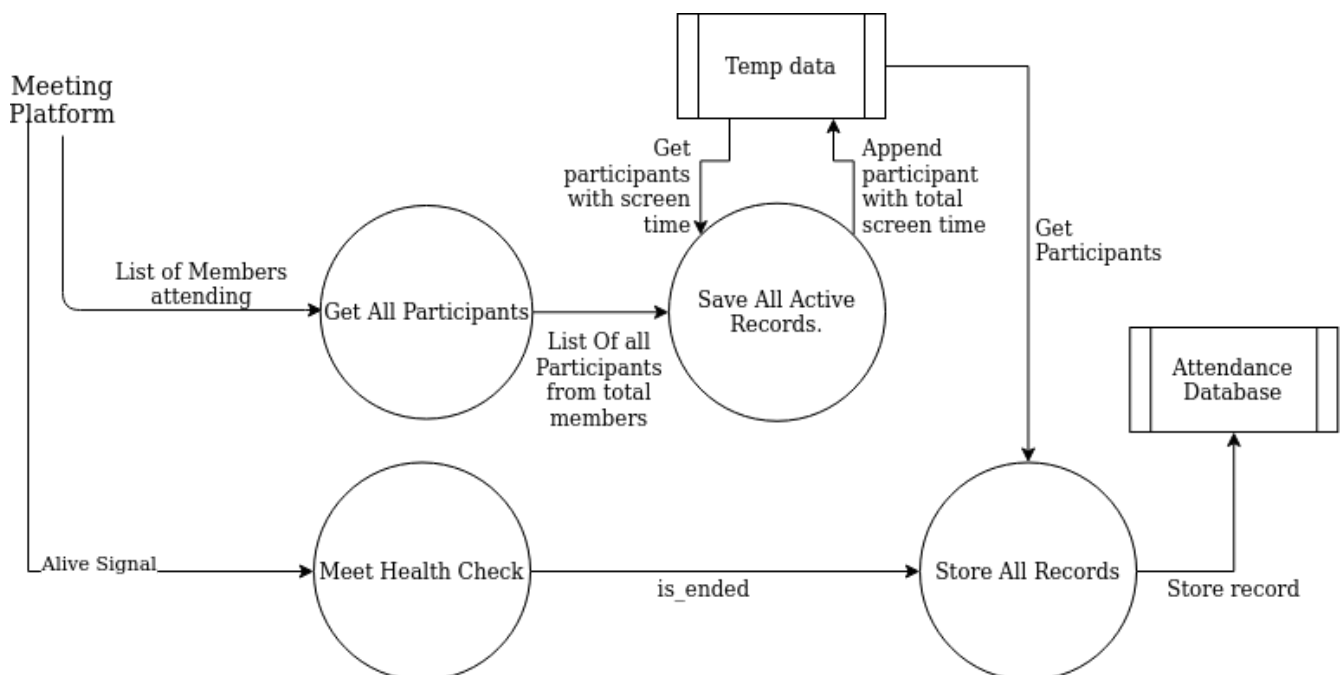 Temp data
Meeting
Platform
Get
participants
with screen
time
Append
participant
with total
screen time
Get
Participants
List of Members
attending
Get All Participants
Save All Active
Records.
List Of all
Participants
from total
members
Attendance
Database
Alive Signal
Meet Health Check
is_ended
Store All Records
Store record